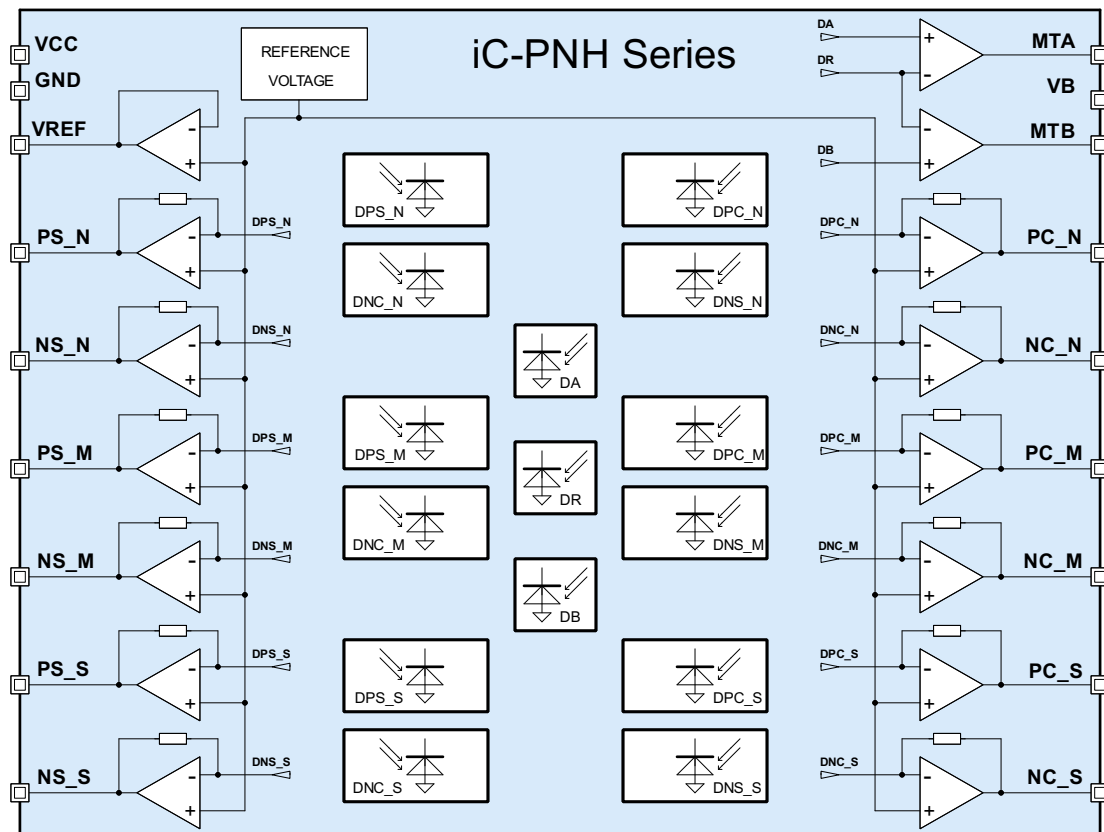 iC-PNH Series
REFERENCE
VOLTAGE
VCC
GND
VREF
PS_N
NS_N
PS_M
NS_M
PS_S
NS_S
-
+
DPS_N
-
+
DNS_N
-
+
DPS_M
-
+
DNS_M
-
+
DPS_S
-
+
DNS_S
-
+
DPS_N
DPC_N
DNC_N
DNS_N
DA
DPS_M
DPC_M
DR
DNC_M
DNS_M
DB
DPS_S
DPC_S
DNC_S
DNS_S
DA
+
DR
-
-
DB
+
DPC_N
-
+
DNC_N
-
+
DPC_M
-
+
DNC_M
-
+
DPC_S
-
+
DNC_S
-
+
MTA
VB
MTB
PC_N
NC_N
PC_M
NC_M
PC_S
NC_S